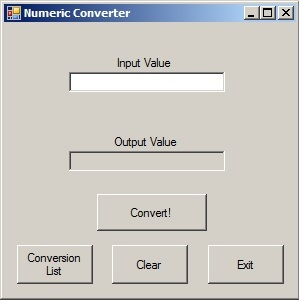 Numeric Converter
Input Value
Output Value
Convert!
Conversion
List
Clear
Exit